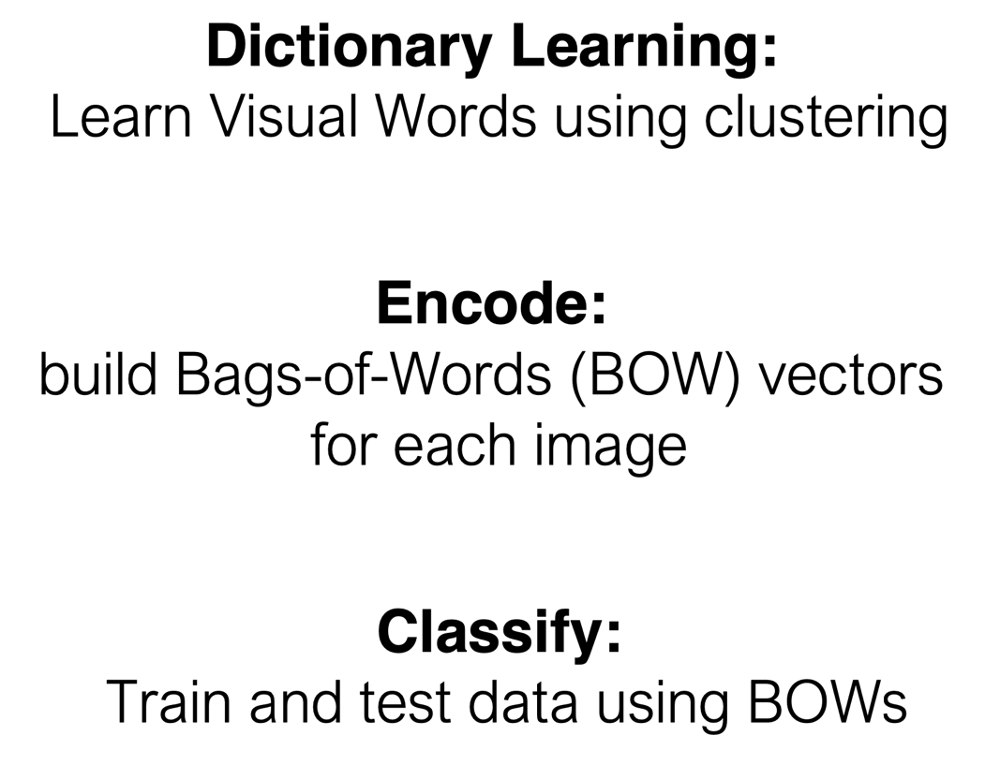 Dictionary Learning:
Learn Visual Words using clustering
Encode:
build Bags-of-Words (BOW) vectors
for each image
Classify:
Train and test data using BOWs